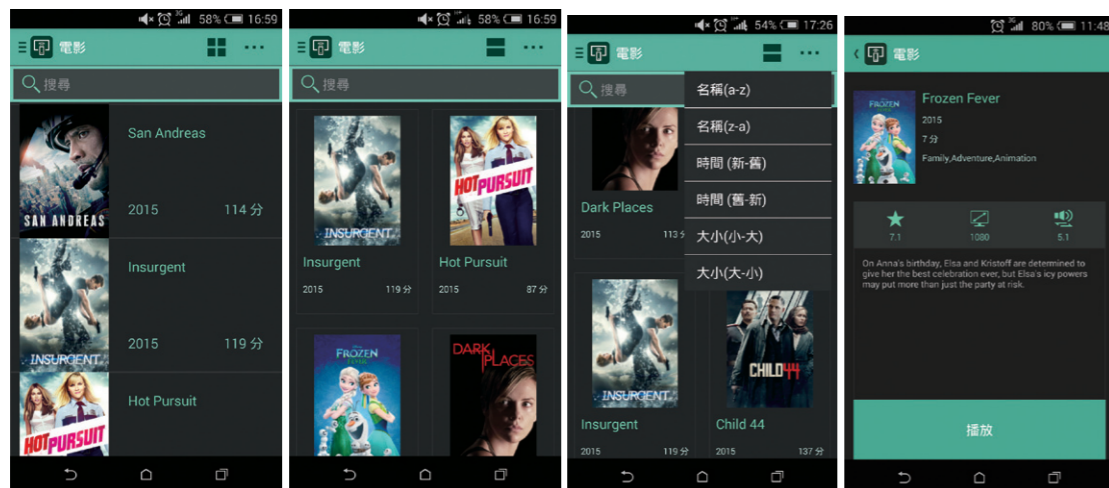 58% 16:59
電影
搜尋
SAN ANDREAS
San Andreas
2015 114 分
INSURGENT
Insurgent
2015 119 分
HOT PURSUIT
Hot Pursuit
58% 16:59
電影
搜尋
INSURGENT
HOT PURSUIT
Insurgent
2015 119 分
Hot Pursuit
2015 87 分
FROZEN
DARK PLACES
54% 17:26
電影
搜尋
名稱(a-z)
名稱(z-a)
時間 (新-舊)
時間 (舊-新)
大小(小-大)
大小(大-小)
Dark Places
2015 113 分
INSURGENT
CHILD 44
Insurgent
2015 119 分
Child 44
2015 137 分
3G 80% 11:48
電影
FROZEN
Frozen Fever
2015
7 分
Family,Adventure,Animation
7.1 1080 5.1
On Anna's birthday, Elsa and Kristoff are determined to
give her the best celebration ever, but Elsa's icy powers
may put more than just the party at risk.
播放